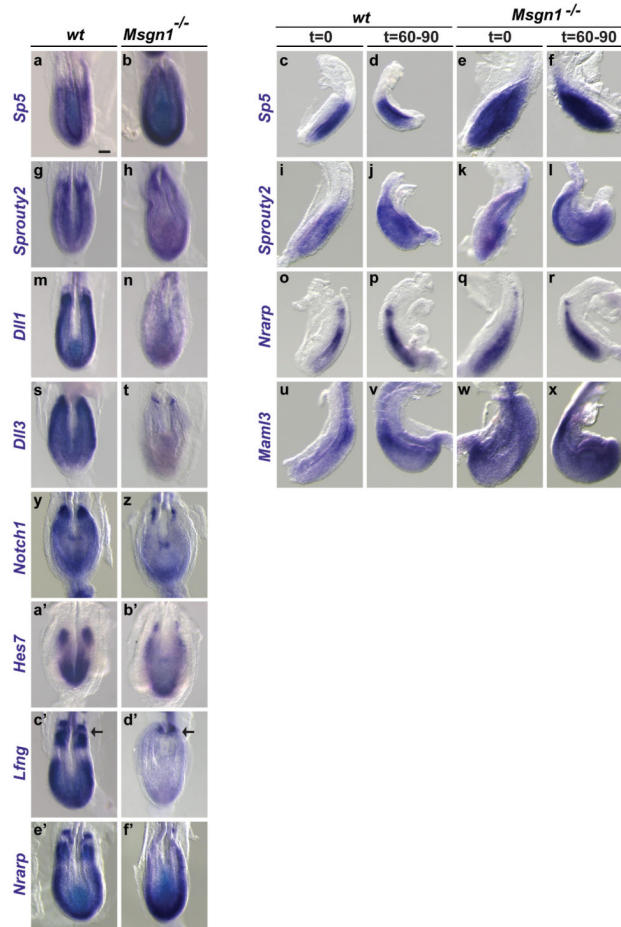 wt Msgn1-/-
wt Msgn1-/-
t=0 t=60-90 t=0 t=60-90
Sp5 a b
Sp5 c d e f
Sprouty2 g h
Sprouty2 i j k l
Dll1 m n
Nrarp o p q r
Dll3 s t
Maml3 u v w x
Notch1 y z
Hes7 a' b'
Lfng c' d'
Nrarp e' f'